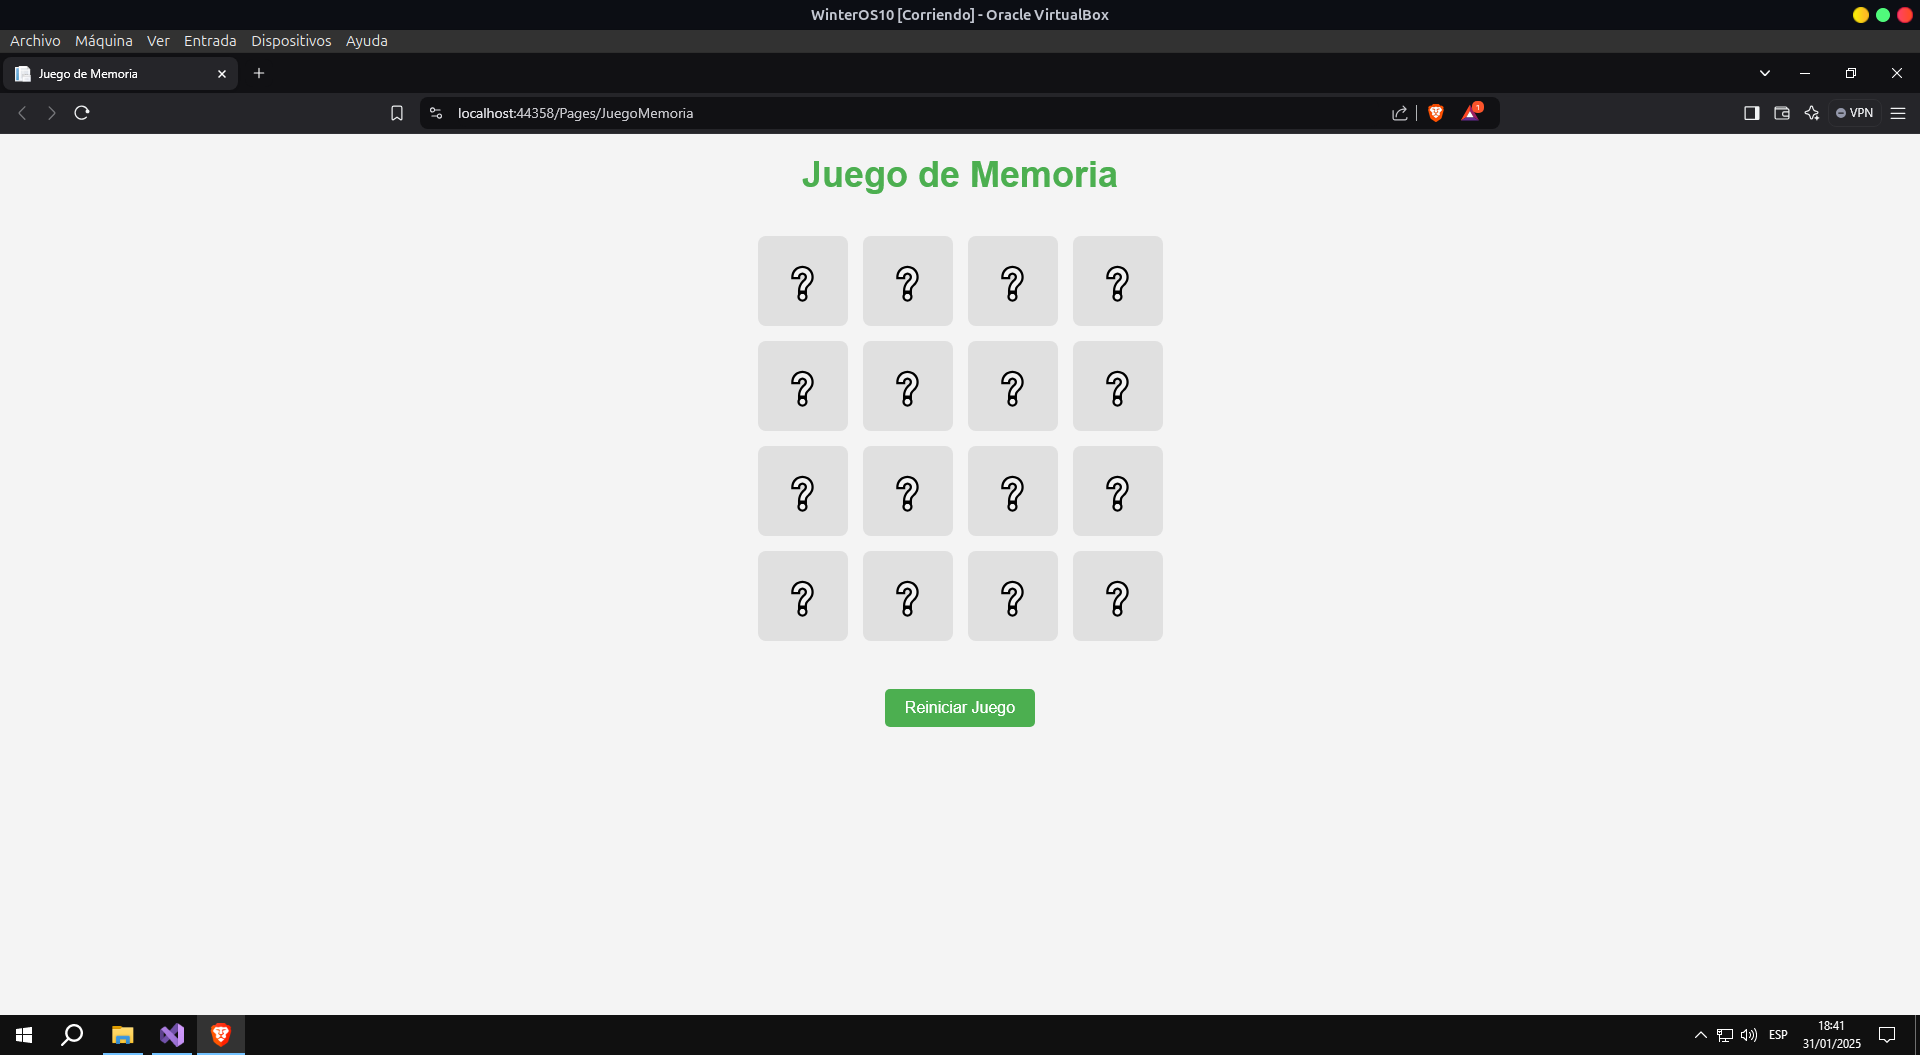 WinterOS10 [Corriendo] - Oracle VirtualBox
Archivo Máquina Ver Entrada Dispositivos Ayuda
Juego de Memoria
localhost:44358/Pages/JuegoMemoria
1
VPN
Juego de Memoria
? ? ? ?
? ? ? ?
? ? ? ?
? ? ? ?
Reiniciar Juego
ESP
18:41
31/01/2025